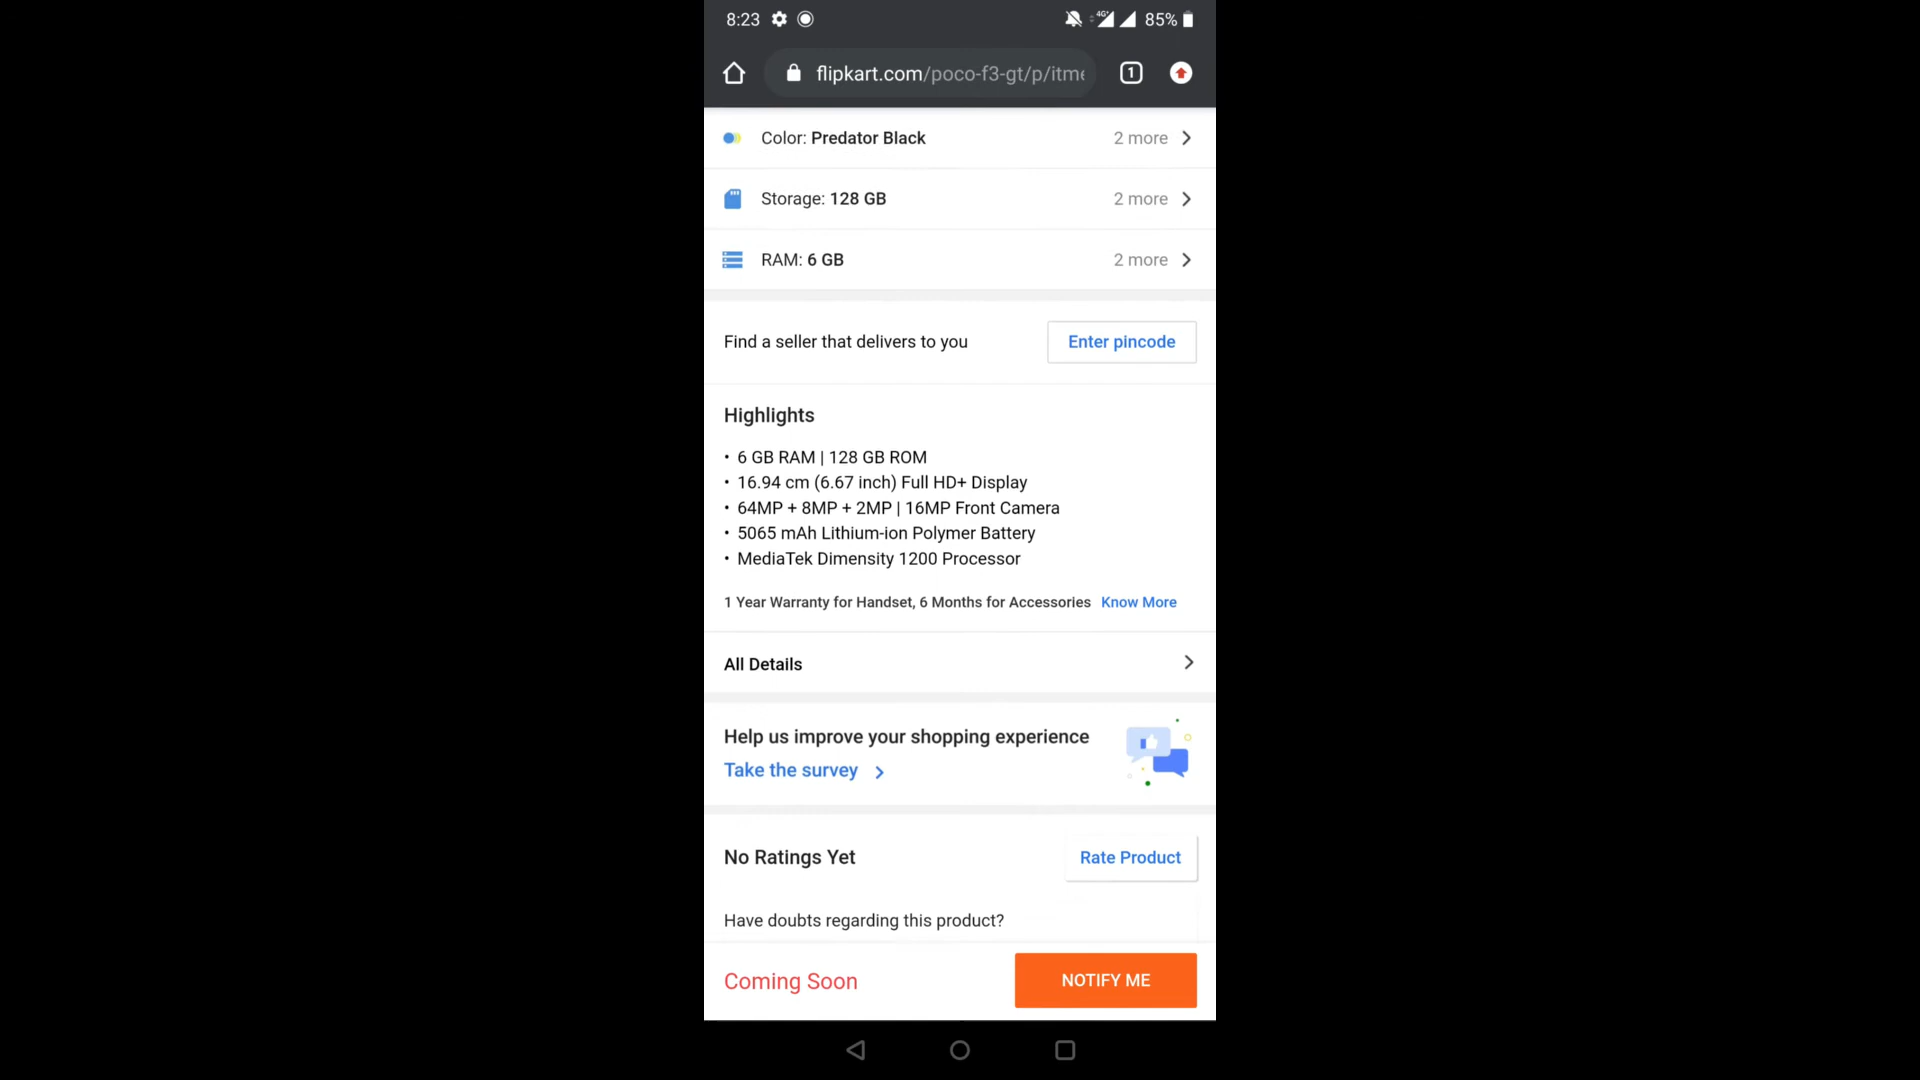 8:23
4G+
85%
flipkart.com/poco-f3-gt/p/itme
1
Color: Predator Black
2 more
Storage: 128 GB
2 more
RAM: 6 GB
2 more
Find a seller that delivers to you
Enter pincode
Highlights
• 6 GB RAM | 128 GB ROM
• 16.94 cm (6.67 inch) Full HD+ Display
• 64MP + 8MP + 2MP | 16MP Front Camera
• 5065 mAh Lithium-ion Polymer Battery
• MediaTek Dimensity 1200 Processor
1 Year Warranty for Handset, 6 Months for Accessories Know More
All Details
Help us improve your shopping experience
Take the survey
No Ratings Yet
Rate Product
Have doubts regarding this product?
Coming Soon
NOTIFY ME